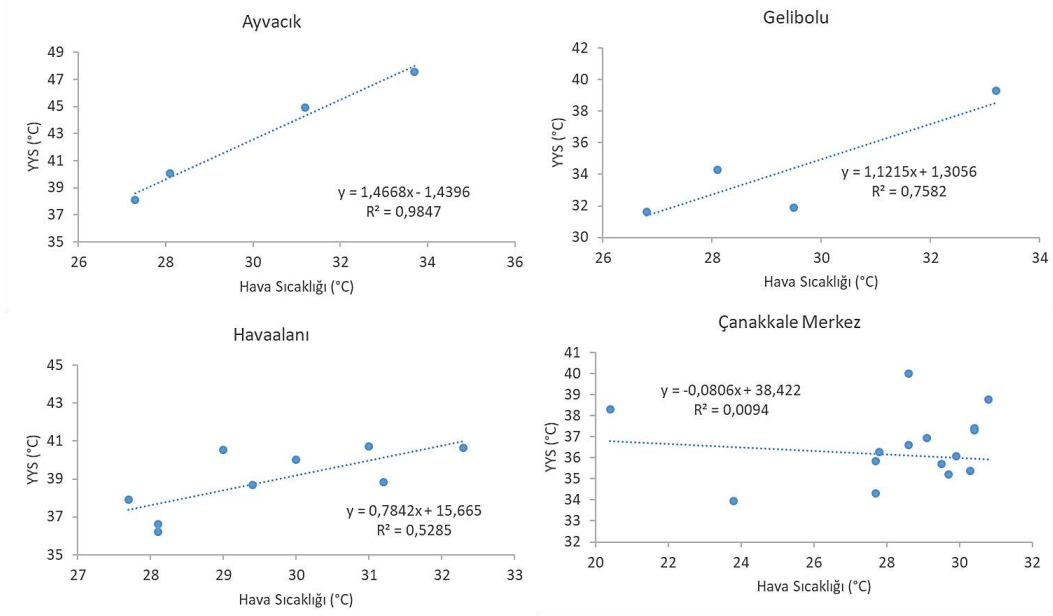 Ayvacık
49
47
45
43
41
39
37
35
YYS (°C)
y = 1,4668x - 1,4396
R² = 0,9847
26 28 30 32 34 36
Hava Sıcaklığı (°C)
Gelibolu
42
40
38
36
34
32
30
YYS (°C)
y = 1,1215x + 1,3056
R² = 0,7582
26 28 30 32 34
Hava Sıcaklığı (°C)
Havaalanı
45
43
41
39
37
35
YYS (°C)
y = 0,7842x + 15,665
R² = 0,5285
27 28 29 30 31 32 33
Hava Sıcaklığı (°C)
Çanakkale Merkez
41
40
39
38
37
36
35
34
33
32
YYS (°C)
y = -0,0806x + 38,422
R² = 0,0094
20 22 24 26 28 30 32
Hava Sıcaklığı (°C)